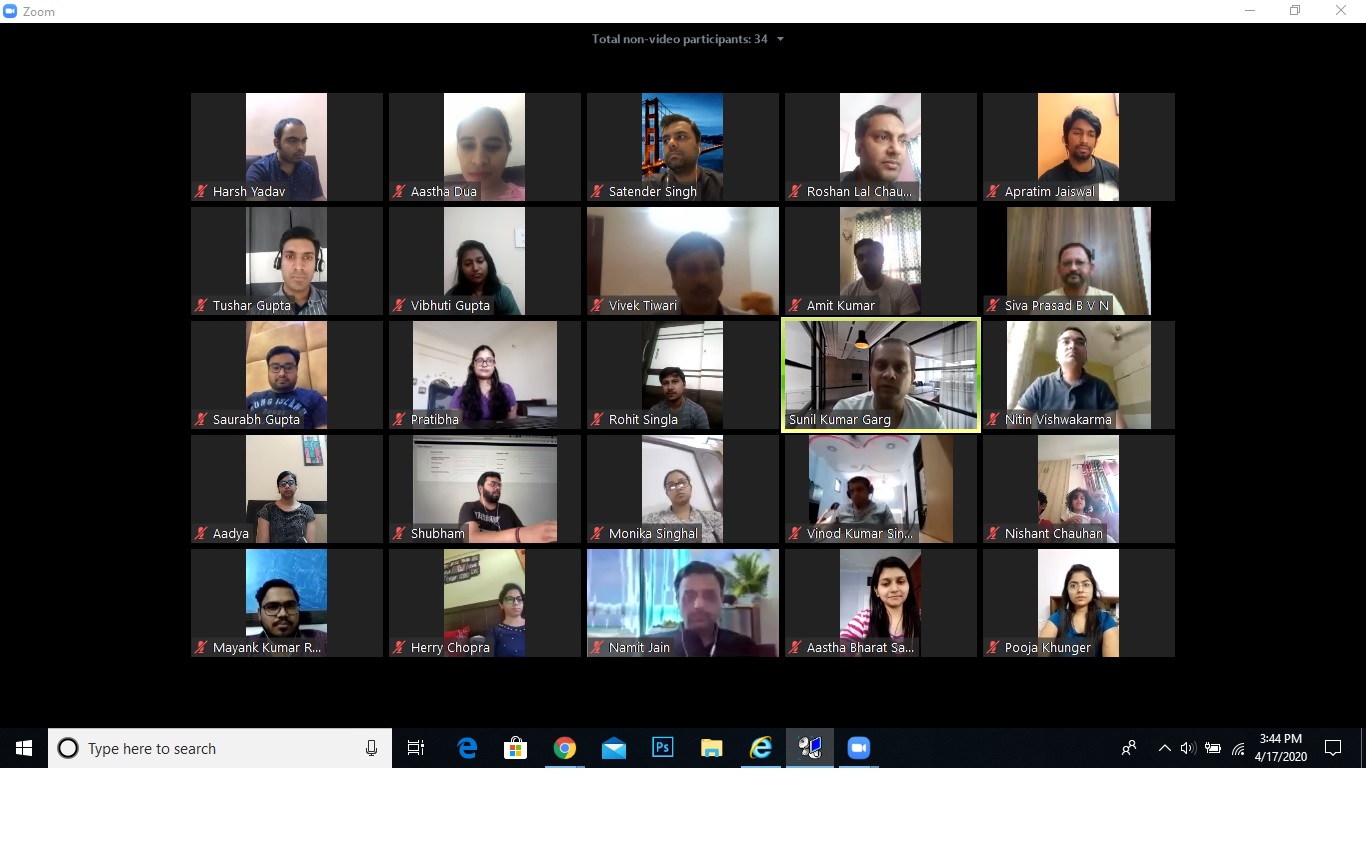 Zoom
Total non-video participants: 34
Harsh Yadav
Aastha Dua
Satender Singh
Roshan Lal Chau...
Apratim Jaiswal
Tushar Gupta
Vibhuti Gupta
Vivek Tiwari
Amit Kumar
Siva Prasad B V N
Saurabh Gupta
Pratibha
Rohit Singla
Sunil Kumar Garg
Nitin Vishwakarma
Aadya
Shubham
Monika Singhal
Vinod Kumar Sin...
Nishant Chauhan
Mayank Kumar R...
Herry Chopra
Namit Jain
Aastha Bharat Sa...
Pooja Khunger
Type here to search
Ps
3:44 PM
4/17/2020